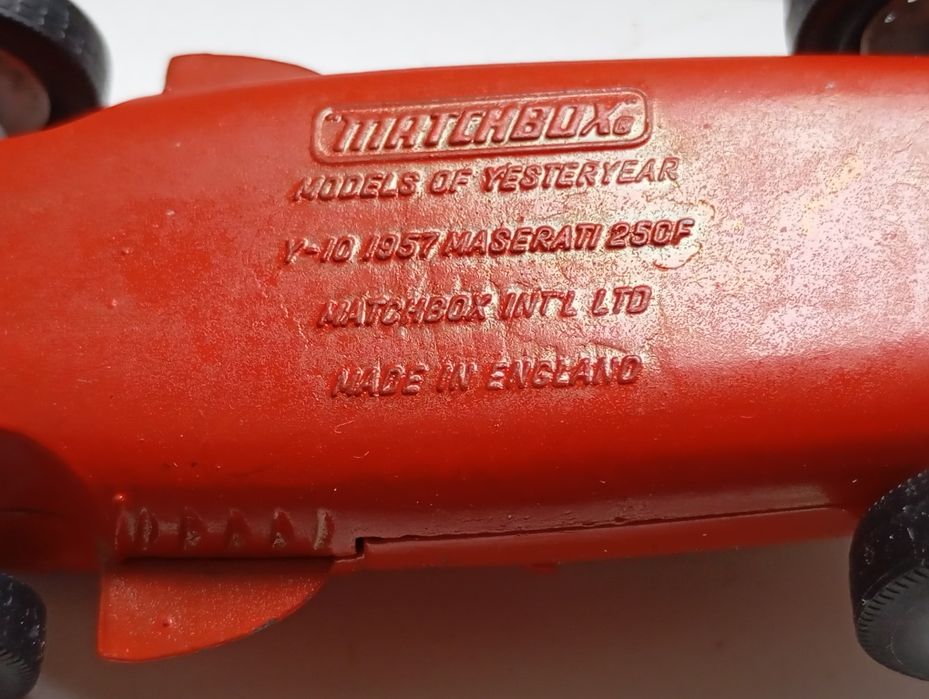 "MATCHBOX"®
MODELS OF YESTERYEAR
Y-10 1957 MASERATI 250F
MATCHBOX INT'L LTD
MADE IN ENGLAND